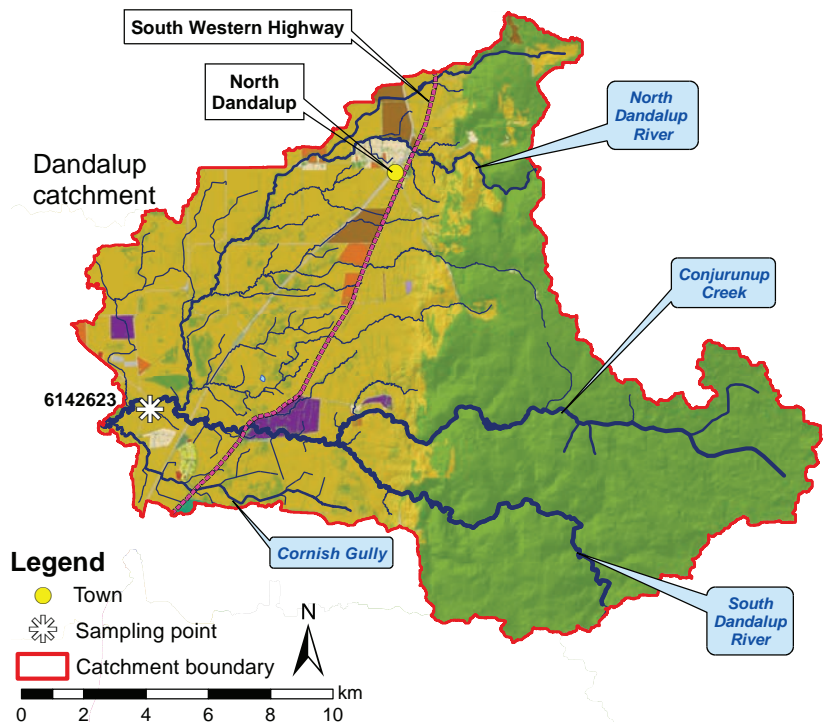 South Western Highway
North
Dandalup
North
Dandalup
River
Dandalup
catchment
Conjurunup
Creek
6142623
Cornish Gully
South
Dandalup
River
Legend
Town
Sampling point
Catchment boundary
N
km
0 2 4 6 8 10